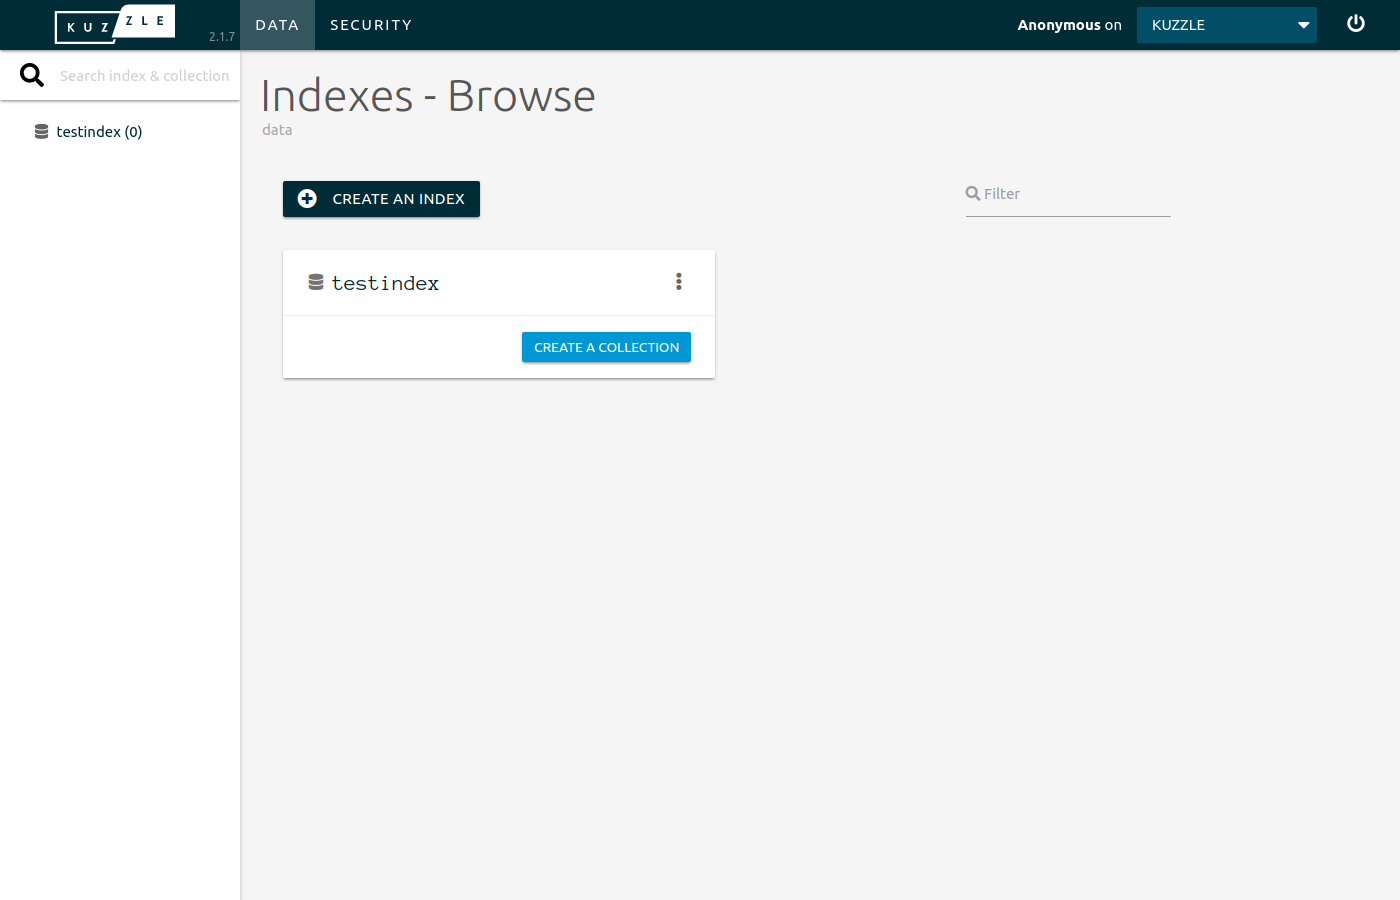 KUZZLE
2.1.7
DATA
SECURITY
Anonymous on
KUZZLE
Search index & collection
testindex (0)
Indexes - Browse
data
CREATE AN INDEX
Filter
testindex
CREATE A COLLECTION